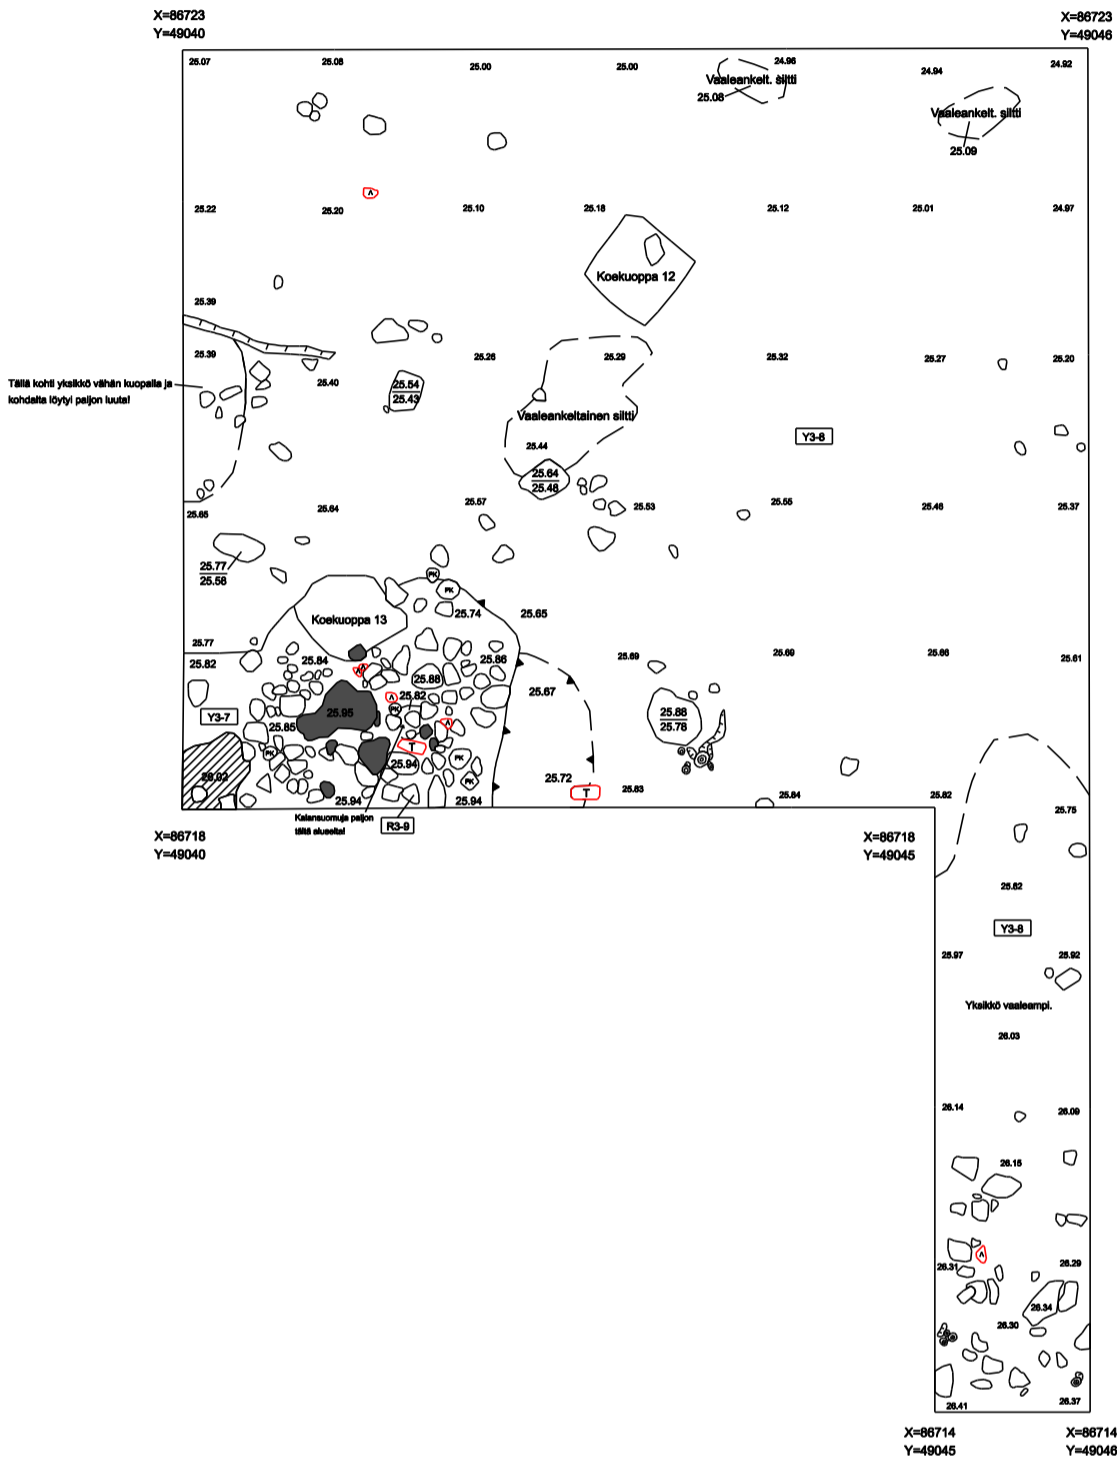 X=86723
Y=49040
X=86723
Y=49046
25.07
25.08
25.00
25.00
24.96
24.94
24.92
Vaaleankelt. siltti
25.08
Vaaleankelt. siltti
25.09
Λ
25.22
25.20
25.10
25.18
25.12
25.01
24.97
Koekuoppa 12
25.39
25.39
25.40
25.26
25.29
25.32
25.27
25.20
Tällä kohti yksikkö vähän kuopalla ja
kohdalta löytyi paljon luuta!
25.54
25.43
Vaaleankeltainen siltti
25.44
Y3-8
25.64
25.48
25.65
25.64
25.57
25.53
25.55
25.46
25.37
25.77
25.58
PK
PK
25.74
25.65
Koekuoppa 13
25.77
25.82
25.84
25.86
25.69
25.69
25.66
25.61
Λ
25.88
25.67
Λ
25.82
Y3-7
25.95
PK
25.88
25.78
25.85
Λ
T
PK
PK
25.94
26.02
PK
25.72
T
25.83
25.84
25.82
25.75
25.94
25.94
Kalansuomuja paljon
tältä alueelta!
R3-9
X=86718
Y=49040
X=86718
Y=49045
25.82
Y3-8
25.97
25.92
Yksikkö vaaleampi.
26.03
26.14
26.09
26.15
Λ
26.31
26.29
26.34
26.30
26.41
26.37
X=86714
Y=49045
X=86714
Y=49046